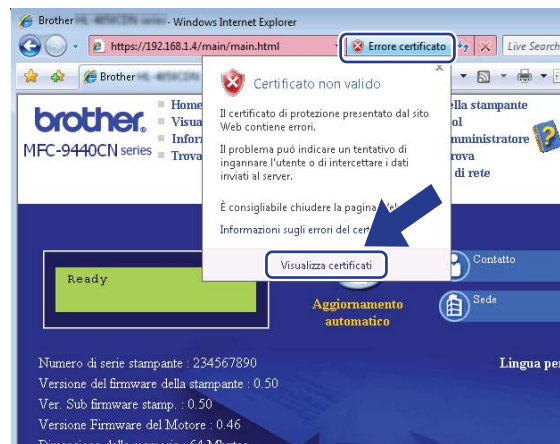 Brother - Windows Internet Explorer
https://192.168.1.4/main/main.html
Errore certificato
Live Search
Brother
Certificato non valido
Il certificato di protezione presentato dal sito
Web contiene errori.
Il problema può indicare un tentativo di
ingannare l'utente o di intercettare i dati
inviati al server.
È consigliabile chiudere la pagina
Informazioni sugli errori del
Visualizza certificati
brother.
MFC-9440CN series
Home
Visua
Infor
Trova
ella stampante
ol
mministratore
rova
di rete
Ready
Aggiornamento
automatico
Contatto
Sede
Numero di serie stampante : 234567890
Lingua per
Versione del firmware della stampante : 0.50
Ver. Sub firmware stamp. : 0.50
Versione Firmware del Motore : 0.46